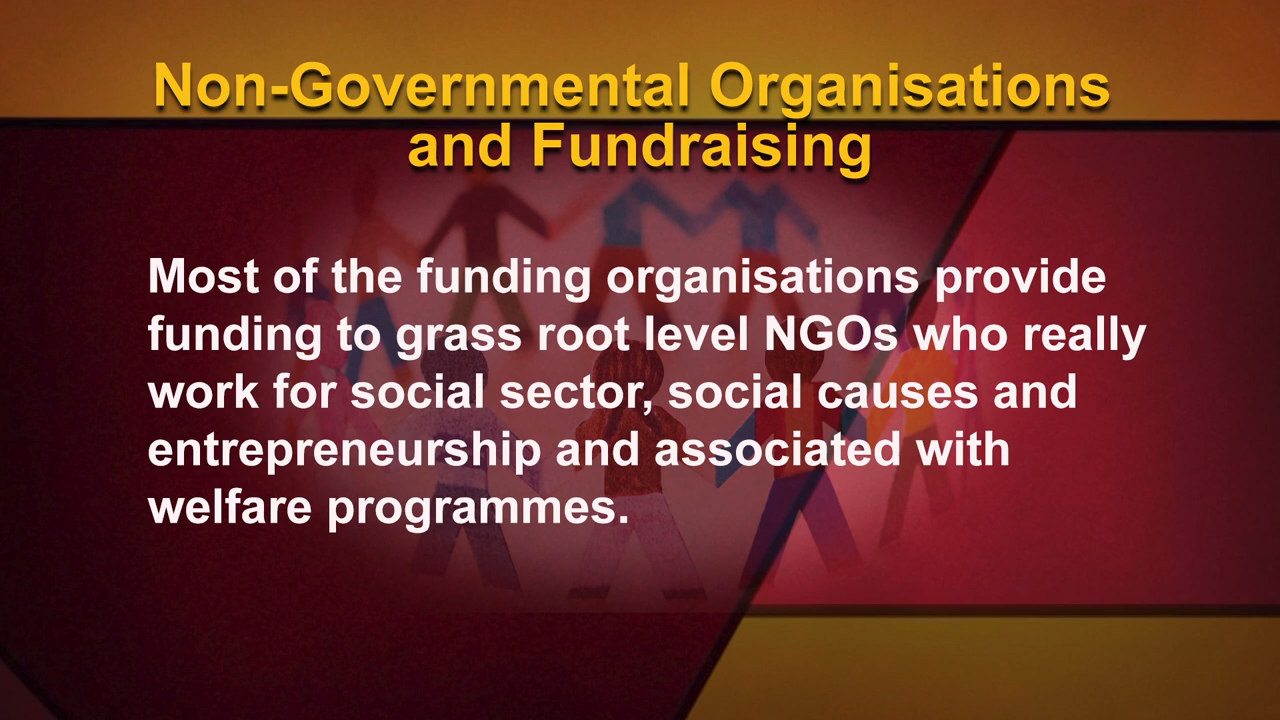 Non-Governmental Organisations
and Fundraising
Most of the funding organisations provide
funding to grass root level NGOs who really
work for social sector, social causes and
entrepreneurship and associated with
welfare programmes.